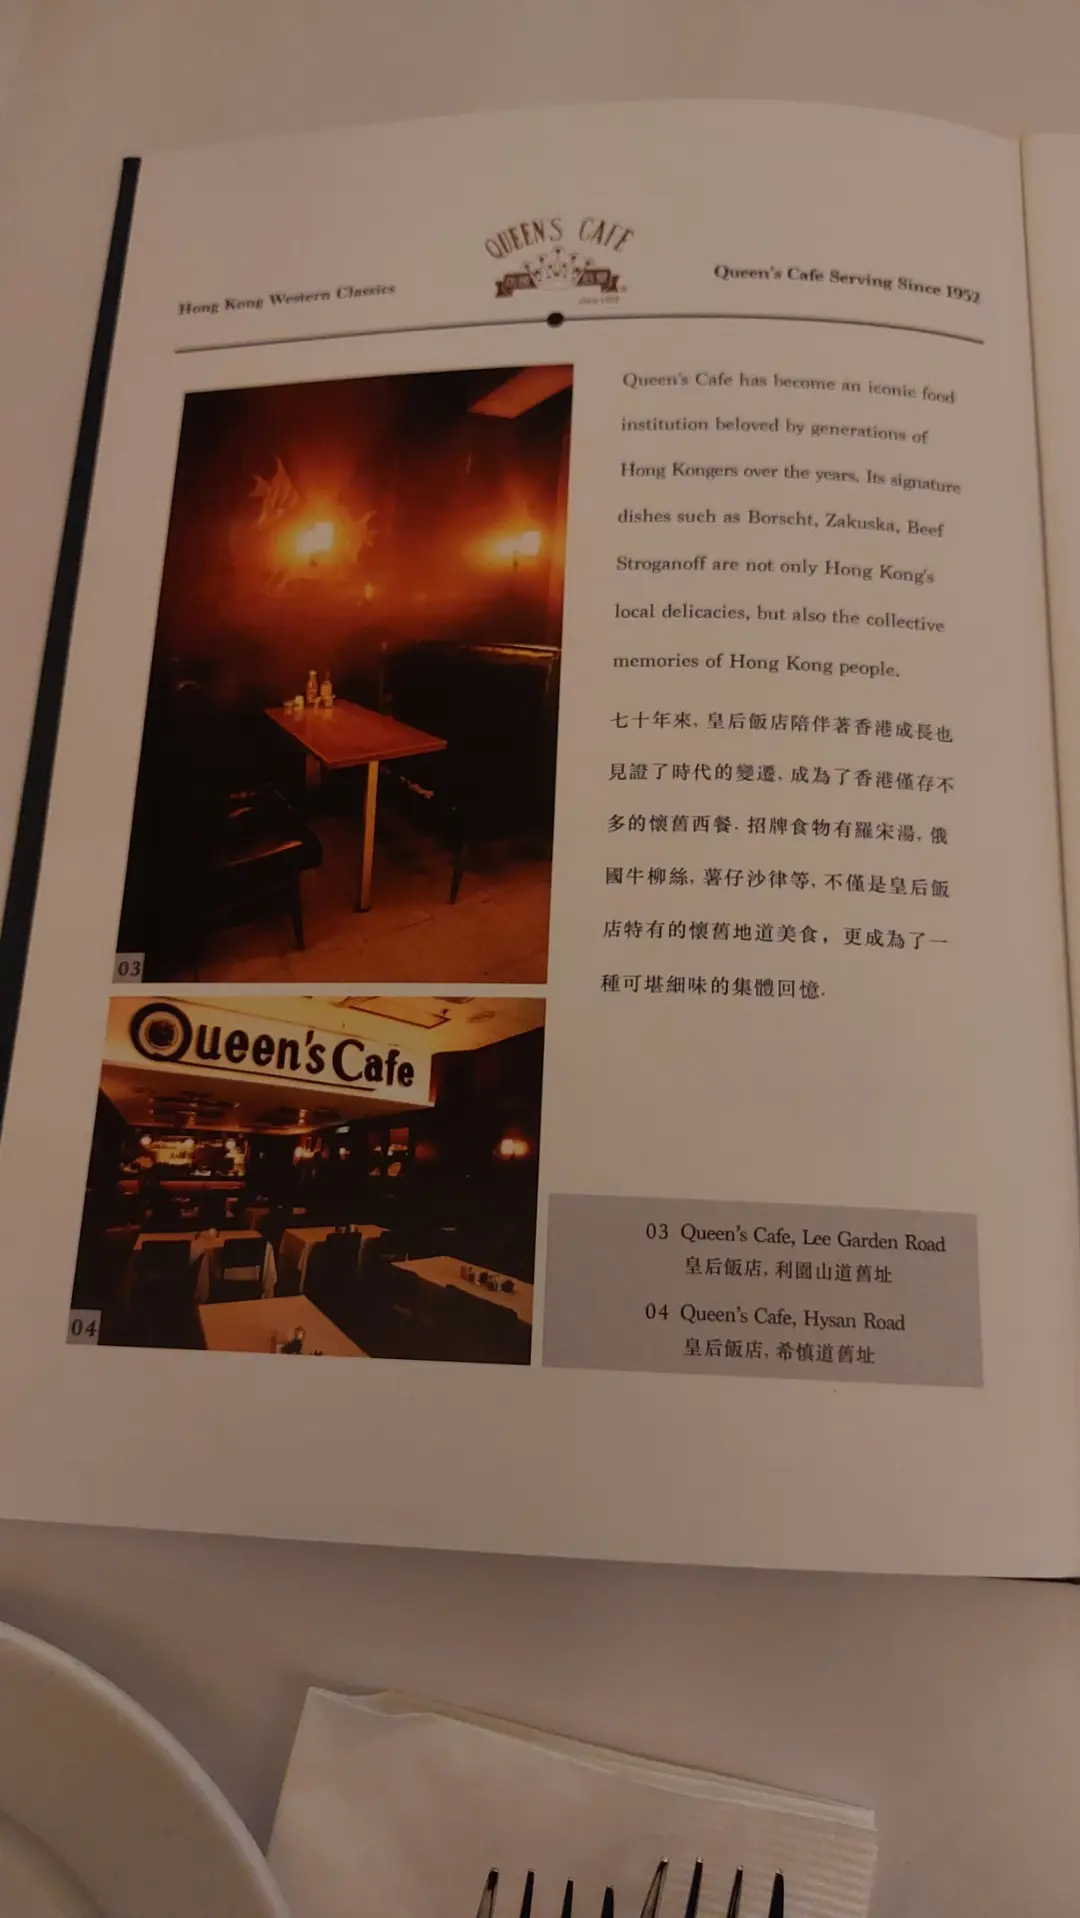 QUEEN'S CAFE
Hong Kong Western Classics
Queen's Cafe Serving Since 1952
Queen's Cafe has become an iconic food
institution beloved by generations of
Hong Kongers over the years. Its signature
dishes such as Borscht, Zakuska, Beef
Stroganoff are not only Hong Kong's
local delicacies, but also the collective
memories of Hong Kong people.
七十年來, 皇后飯店陪伴著香港成長也
見證了時代的變遷, 成為了香港僅存不
多的懷舊西餐. 招牌食物有羅宋湯, 俄
國牛柳絲, 薯仔沙律等, 不僅是皇后飯
店特有的懷舊地道美食，更成為了一
種可堪細味的集體回憶.
03
Queen's Cafe
04
03 Queen's Cafe, Lee Garden Road
皇后飯店, 利園山道舊址
04 Queen's Cafe, Hysan Road
皇后飯店, 希慎道舊址